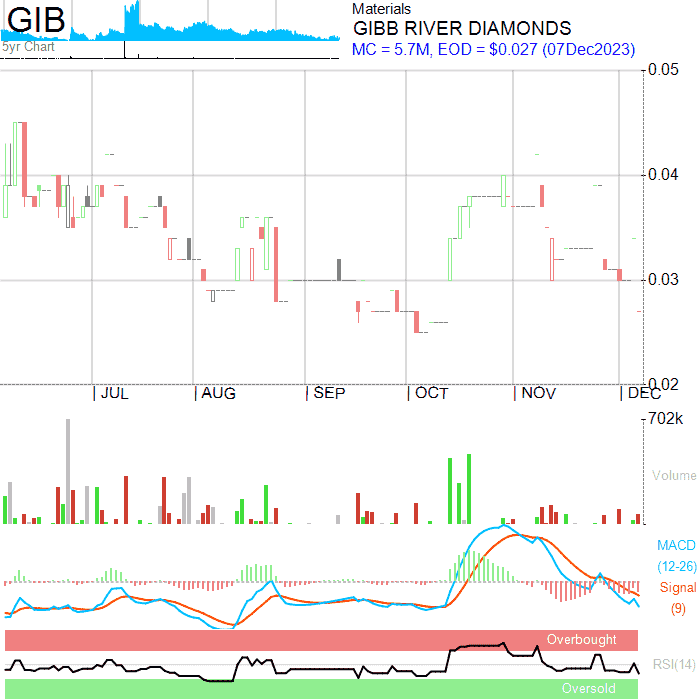 GIB
5yr Chart
Materials
GIBB RIVER DIAMONDS
MC = 5.7M, EOD = $0.027 (07Dec2023)
0.05
0.04
0.03
0.02
JUL AUG SEP OCT NOV DEC
702k
Volume
MACD
(12-26)
Signal
(9)
Overbought
RSI(14)
Oversold